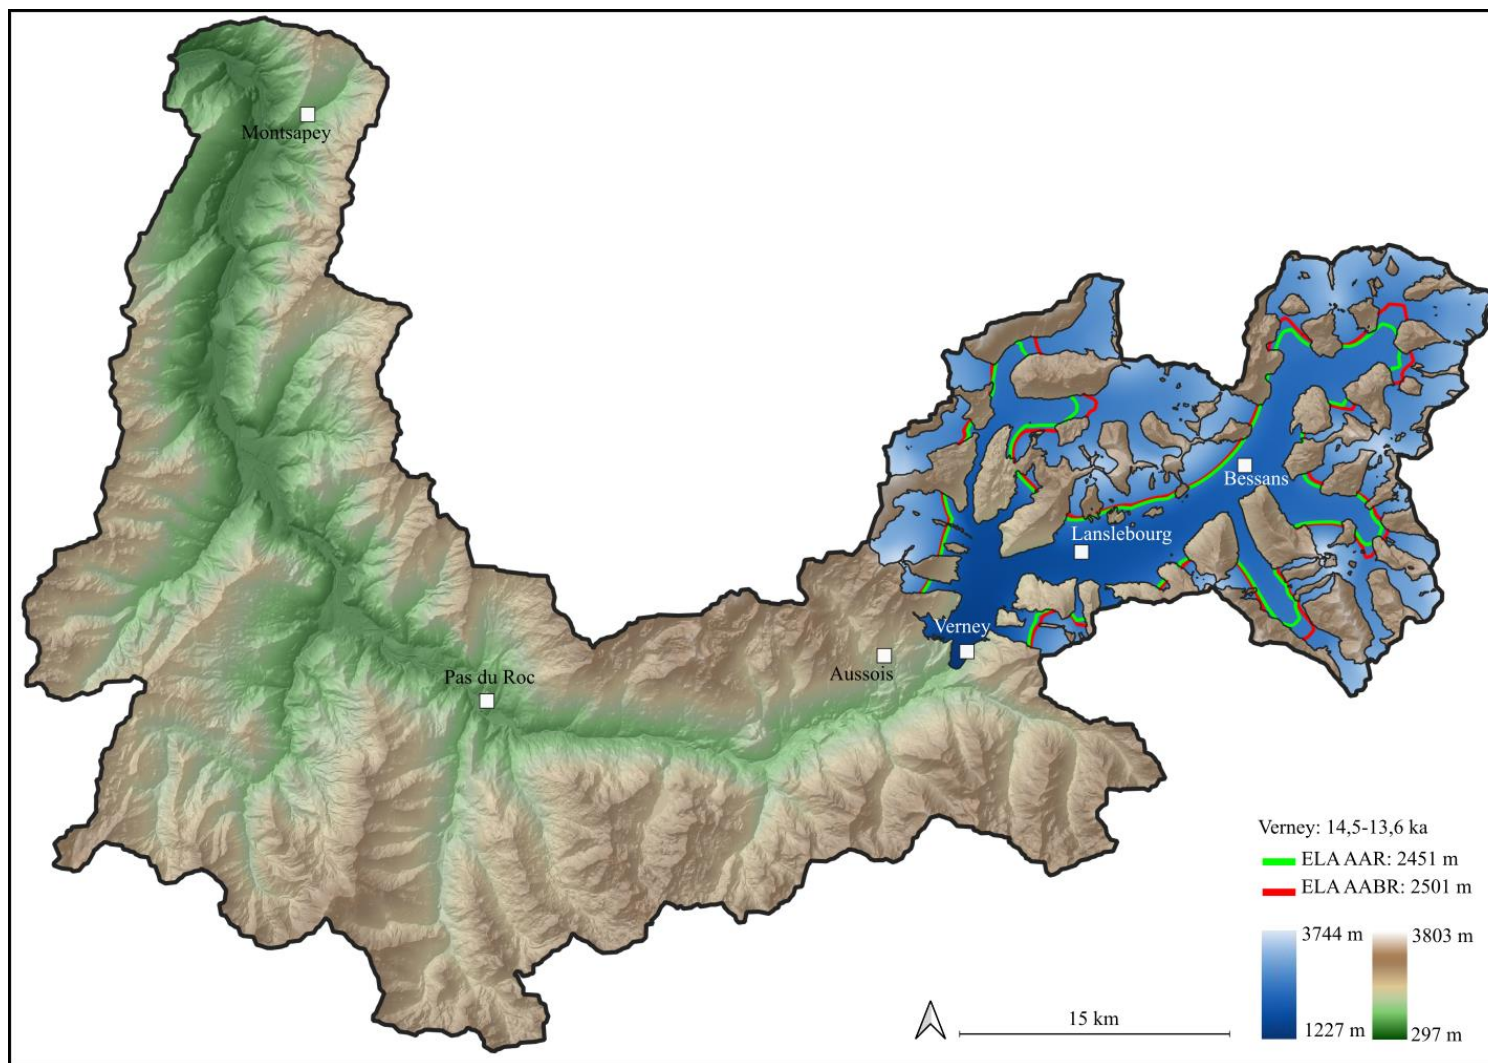 Montsapey
Bessans
Lanslebourg
Verney
Aussois
Pas du Roc
Verney: 14,5-13,6 ka
ELA AAR: 2451 m
ELA AABR: 2501 m
3744 m
3803 m
15 km
1227 m
297 m